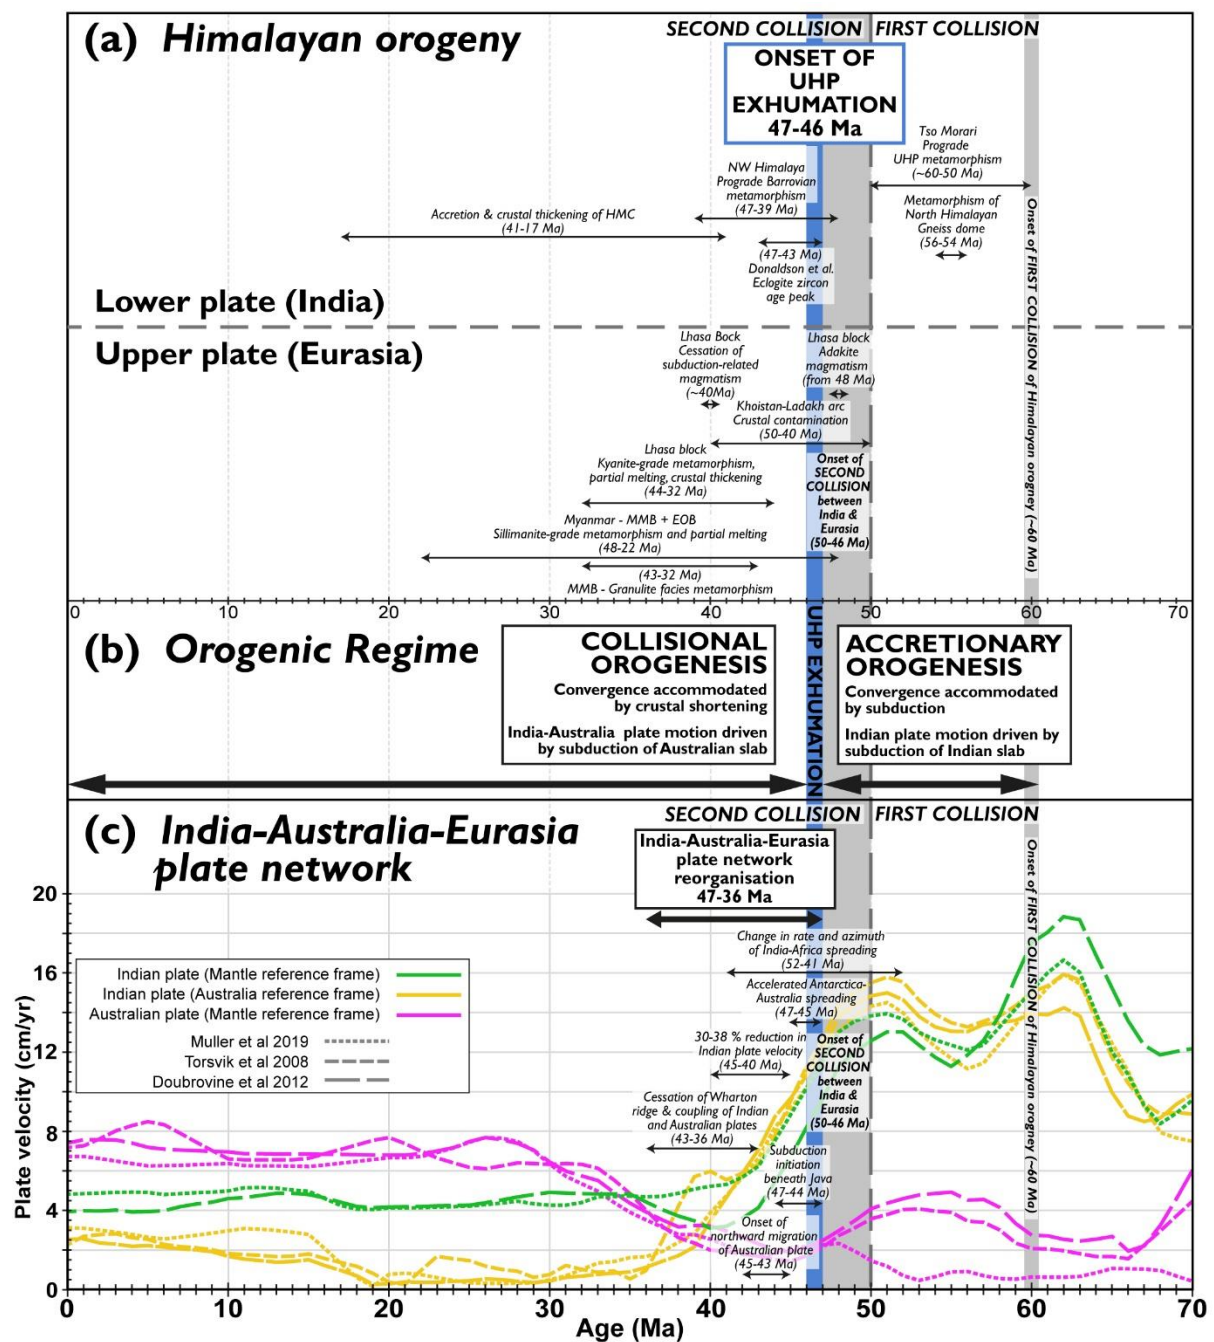 (a) Himalayan orogeny
SECOND COLLISION
FIRST COLLISION
ONSET OF
UHP
EXHUMATION
47-46 Ma
Tso Morari
Prograde
UHP metamorphism
(~60-50 Ma)
NW Himalaya
Prograde Barrovian
metamorphism
(47-39 Ma)
Accretion & crustal thickening of HMC
(41-17 Ma)
Metamorphism of
North Himalayan
Gneiss dome
(56-54 Ma)
(47-43 Ma)
Donaldson et al.
Eclogite zircon
age peak
Onset of FIRST COLLISION of Himalayan orogney (~60 Ma)
Lower plate (India)
Upper plate (Eurasia)
Lhasa Bock
Cessation of
subduction-related
magmatism
(~40Ma)
Lhasa block
Adakite
magmatism
(from 48 Ma)
Khoistan-Ladakh arc
Crustal contamination
(50-40 Ma)
Lhasa block
Kyanite-grade metamorphism,
partial melting, crustal thickening
(44-32 Ma)
Onset of
SECOND
COLLISION
between
India &
Eurasia
(50-46 Ma)
Myanmar - MMB + EOB
Sillimanite-grade metamorphism and partial melting
(48-22 Ma)
(43-32 Ma)
MMB - Granulite facies metamorphism
0 10 20 30 40 50 60 70
(b) Orogenic Regime
COLLISIONAL
OROGENESIS
Convergence accommodated
by crustal shortening
India-Australia plate motion driven
by subduction of Australian slab
UHP EXHUMATION
ACCRETIONARY
OROGENESIS
Convergence accommodated
by subduction
Indian plate motion driven by
subduction of Indian slab
(c) India-Australia-Eurasia
plate network
SECOND COLLISION
FIRST COLLISION
India-Australia-Eurasia
plate network
reorganisation
47-36 Ma
Change in rate and azimuth
of India-Africa spreading
(52-41 Ma)
Accelerated Antarctica-
Australia spreading
(47-45 Ma)
30-38 % reduction in
Indian plate velocity
(45-40 Ma)
Onset of
SECOND
COLLISION
between
India &
Eurasia
(50-46 Ma)
Cessation of Wharton
ridge & coupling of Indian
and Australian plates
(43-36 Ma)
Subduction
initiation
beneath Java
(47-44 Ma)
Onset of
northward migration
of Australian plate
(45-43 Ma)
Onset of FIRST COLLISION of Himalayan orogney (~60 Ma)
Indian plate (Mantle reference frame)
Indian plate (Australia reference frame)
Australian plate (Mantle reference frame)
Muller et al 2019
Torsvik et al 2008
Doubrovine et al 2012
Plate velocity (cm/yr)
20
16
12
8
4
0
0 10 20 30 40 50 60 70
Age (Ma)